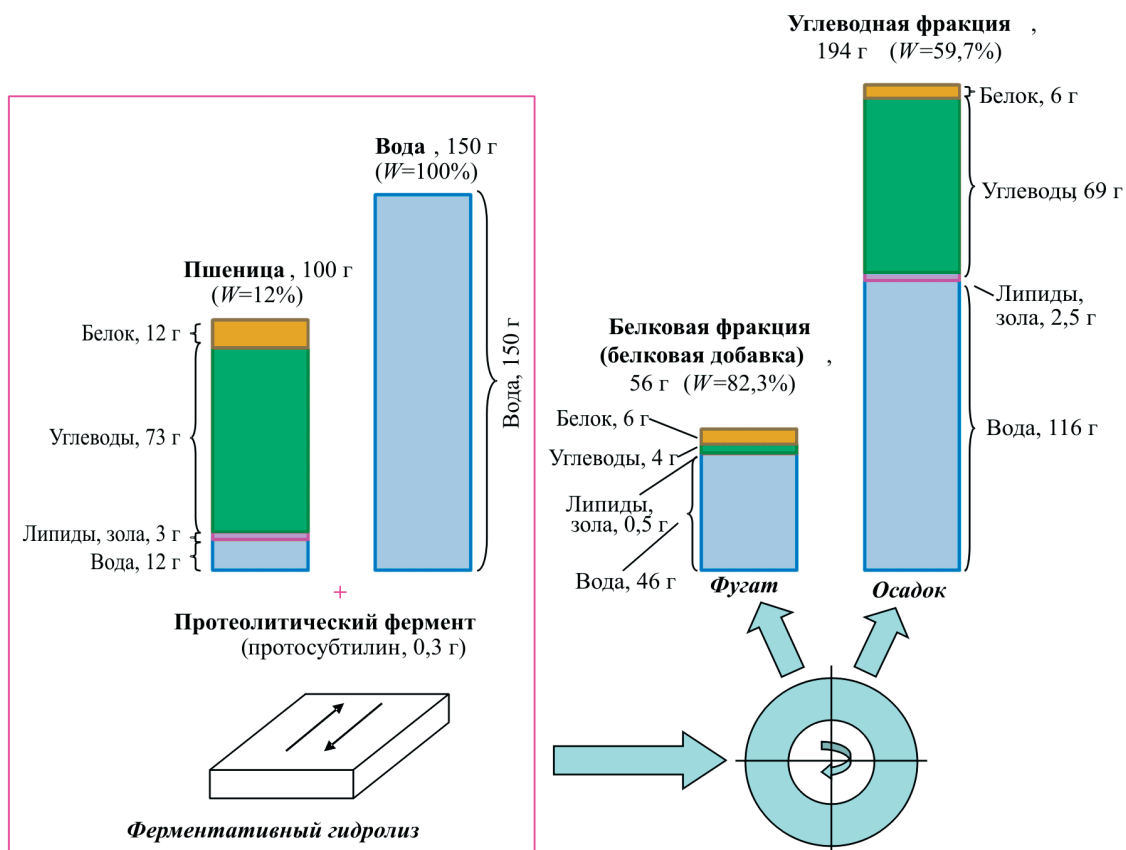 Углеводная фракция ,
194 г (W=59,7%)
Белок, 6 г
Углеводы, 69 г
Липиды,
зола, 2,5 г
Вода, 116 г
Вода , 150 г
(W=100%)
Вода, 150 г
Пшеница , 100 г
(W=12%)
Белок, 12 г
Углеводы, 73 г
Липиды, зола, 3 г
Вода, 12 г
Белковая фракция
(белковая добавка) ,
56 г (W=82,3%)
Белок, 6 г
Углеводы, 4 г
Липиды,
зола, 0,5 г
Вода, 46 г
Фугат
Осадок
+
Протеолитический фермент
(протосубтилин, 0,3 г)
Ферментативный гидролиз